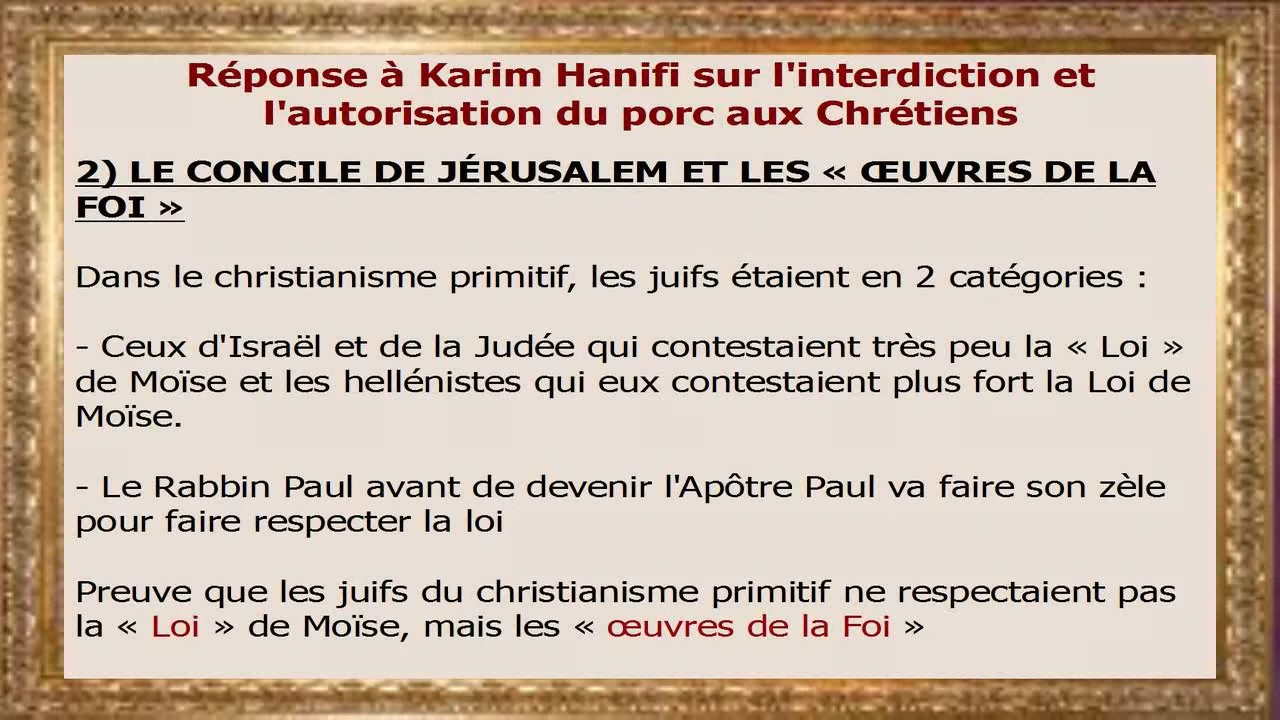 Réponse à Karim Hanifi sur l'interdiction et
l'autorisation du porc aux Chrétiens
2) LE CONCILE DE JÉRUSALEM ET LES « ŒUVRES DE LA
FOI »
Dans le christianisme primitif, les juifs étaient en 2 catégories :
- Ceux d'Israël et de la Judée qui contestaient très peu la « Loi »
de Moïse et les hellénistes qui eux contestaient plus fort la Loi de
Moïse.
- Le Rabbin Paul avant de devenir l'Apôtre Paul va faire son zèle
pour faire respecter la loi
Preuve que les juifs du christianisme primitif ne respectaient pas
la « Loi » de Moïse, mais les « œuvres de la Foi »